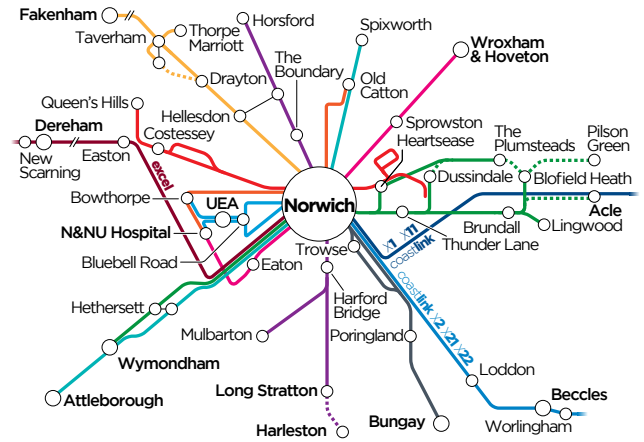 Fakenham
Taverham
Thorpe
Marriott
Horsford
Spixworth
The
Boundary
Wroxham
& Hoveton
Drayton
Old
Catton
Queen's Hills
Hellesdon
Sprowston
Heartsease
The
Plumsteads
Pilson
Green
Dereham
Costessey
New
Scarning
Easton
excel
Dussindale
Blofield Heath
Bowthorpe
UEA
Norwich
Acle
N&NU Hospital
Brundall
Lingwood
Thunder Lane
Bluebell Road
Eaton
Trowse
X1 X11
coastlink
Hethersett
Harford
Bridge
coastlink X2 X21 X22
Mulbarton
Poringland
Wymondham
Loddon
Attleborough
Long Stratton
Beccles
Harleston
Bungay
Worlingham